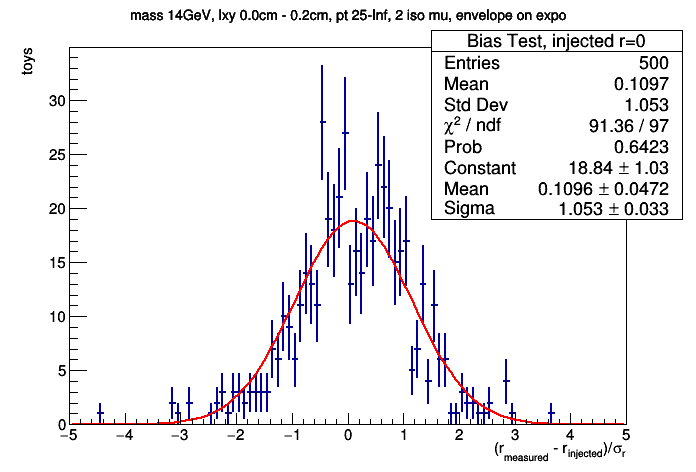 mass 14GeV, lxy 0.0cm - 0.2cm, pt 25-Inf, 2 iso mu, envelope on expo
Bias Test, injected r=0
Entries 500
Mean 0.1097
Std Dev 1.053
χ² / ndf 91.36 / 97
Prob 0.6423
Constant 18.84 ± 1.03
Mean 0.1096 ± 0.0472
Sigma 1.053 ± 0.033
toys
30
25
20
15
10
5
0
−5 −4 −3 −2 −1 0 1 2 3 4 5
(r_measured - r_injected)/σ_r